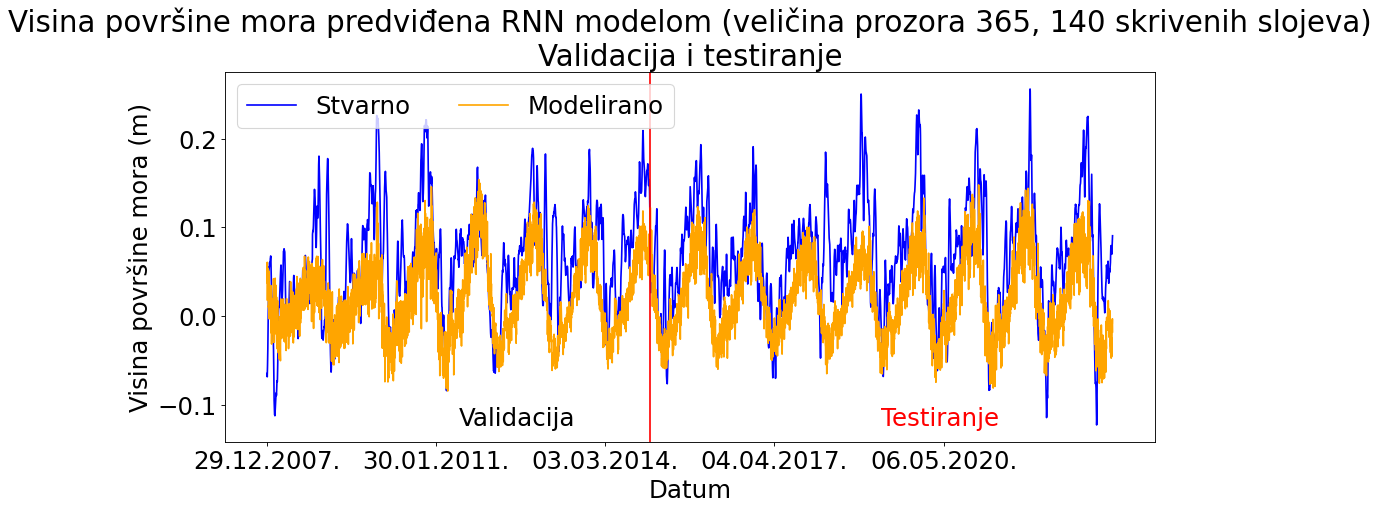 Visina površine mora predviđena RNN modelom (veličina prozora 365, 140 skrivenih slojeva)
Validacija i testiranje
Stvarno Modelirano
Visina površine mora (m)
0.2
0.1
0.0
−0.1
Validacija Testiranje
29.12.2007. 30.01.2011. 03.03.2014. 04.04.2017. 06.05.2020.
Datum